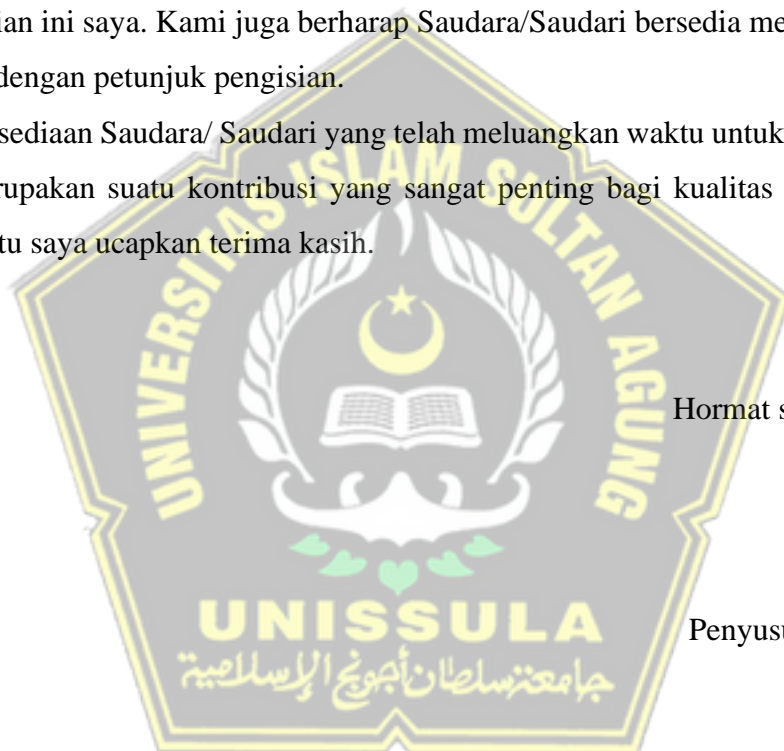 ian ini saya. Kami juga berharap Saudara/Saudari bersedia me
dengan petunjuk pengisian.
sediaan Saudara/ Saudari yang telah meluangkan waktu untuk
rupakan suatu kontribusi yang sangat penting bagi kualitas
tu saya ucapkan terima kasih.
UNIVERSITAS ISLAM SULTAN AGUNG
Hormat s
Penyusu
UNISSULA
جامعنسلطان أجونج الإسلامية